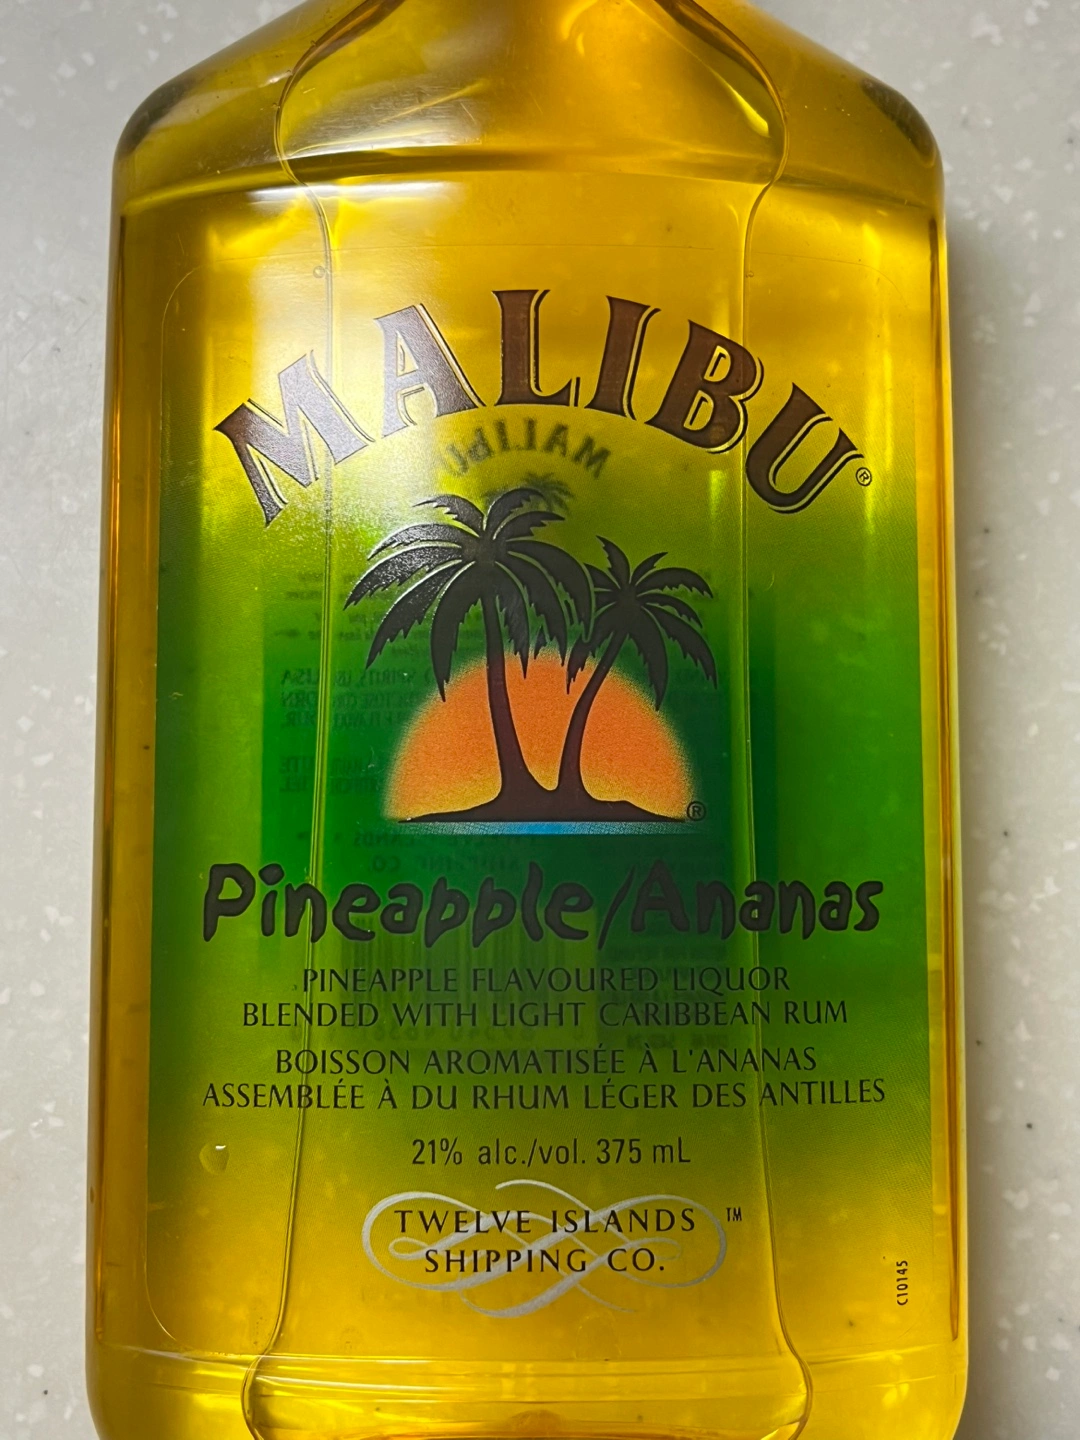 MALIBU®
MALIBU
®
Pineapple/Ananas
PINEAPPLE FLAVOURED LIQUOR
BLENDED WITH LIGHT CARIBBEAN RUM
BOISSON AROMATISÉE À L'ANANAS
ASSEMBLÉE À DU RHUM LÉGER DES ANTILLES
21% alc./vol. 375 mL
TWELVE ISLANDS ™
SHIPPING CO.
C10145